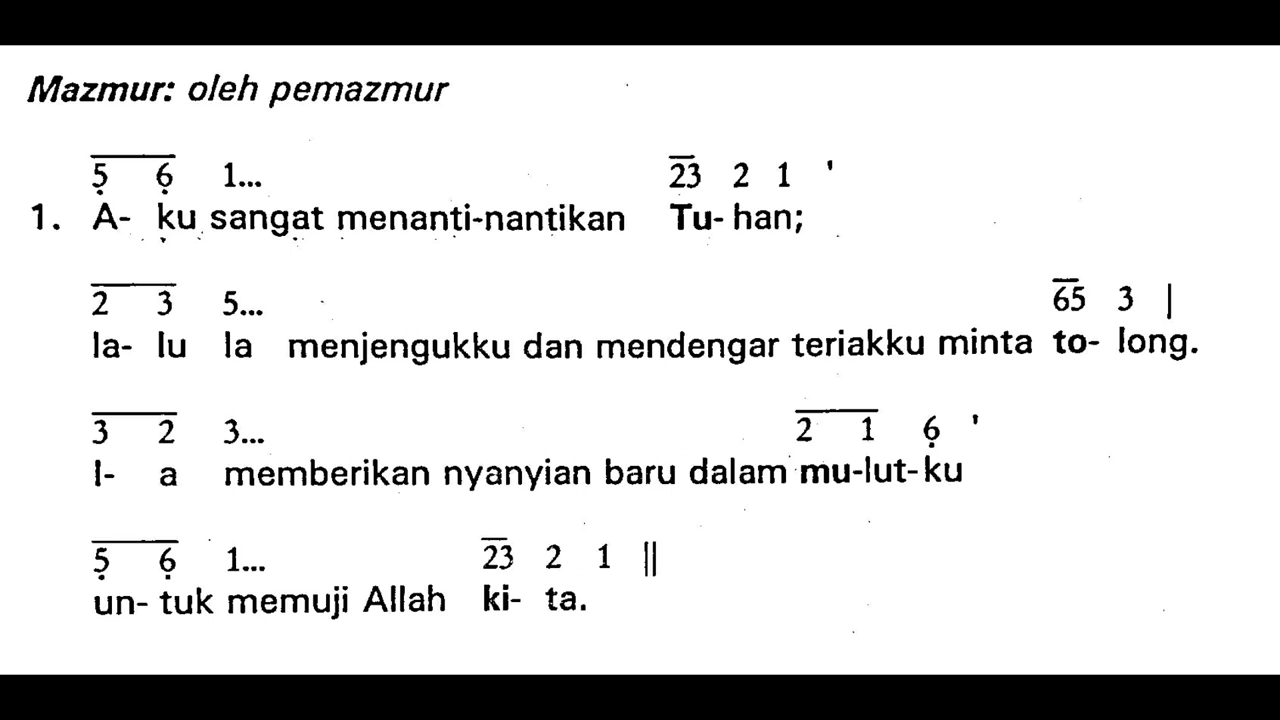 Mazmur: oleh pemazmur
5̣ 6̣ 1... 23 2 1 '
1. A- ku sangat menanti-nantikan Tu- han;
2 3 5... 65 3 |
la- lu Ia menjengukku dan mendengar teriakku minta to- long.
3 2 3... 2 1 6̣ '
I- a memberikan nyanyian baru dalam mu-lut-ku
5̣ 6̣ 1... 23 2 1 ||
un- tuk memuji Allah ki- ta.